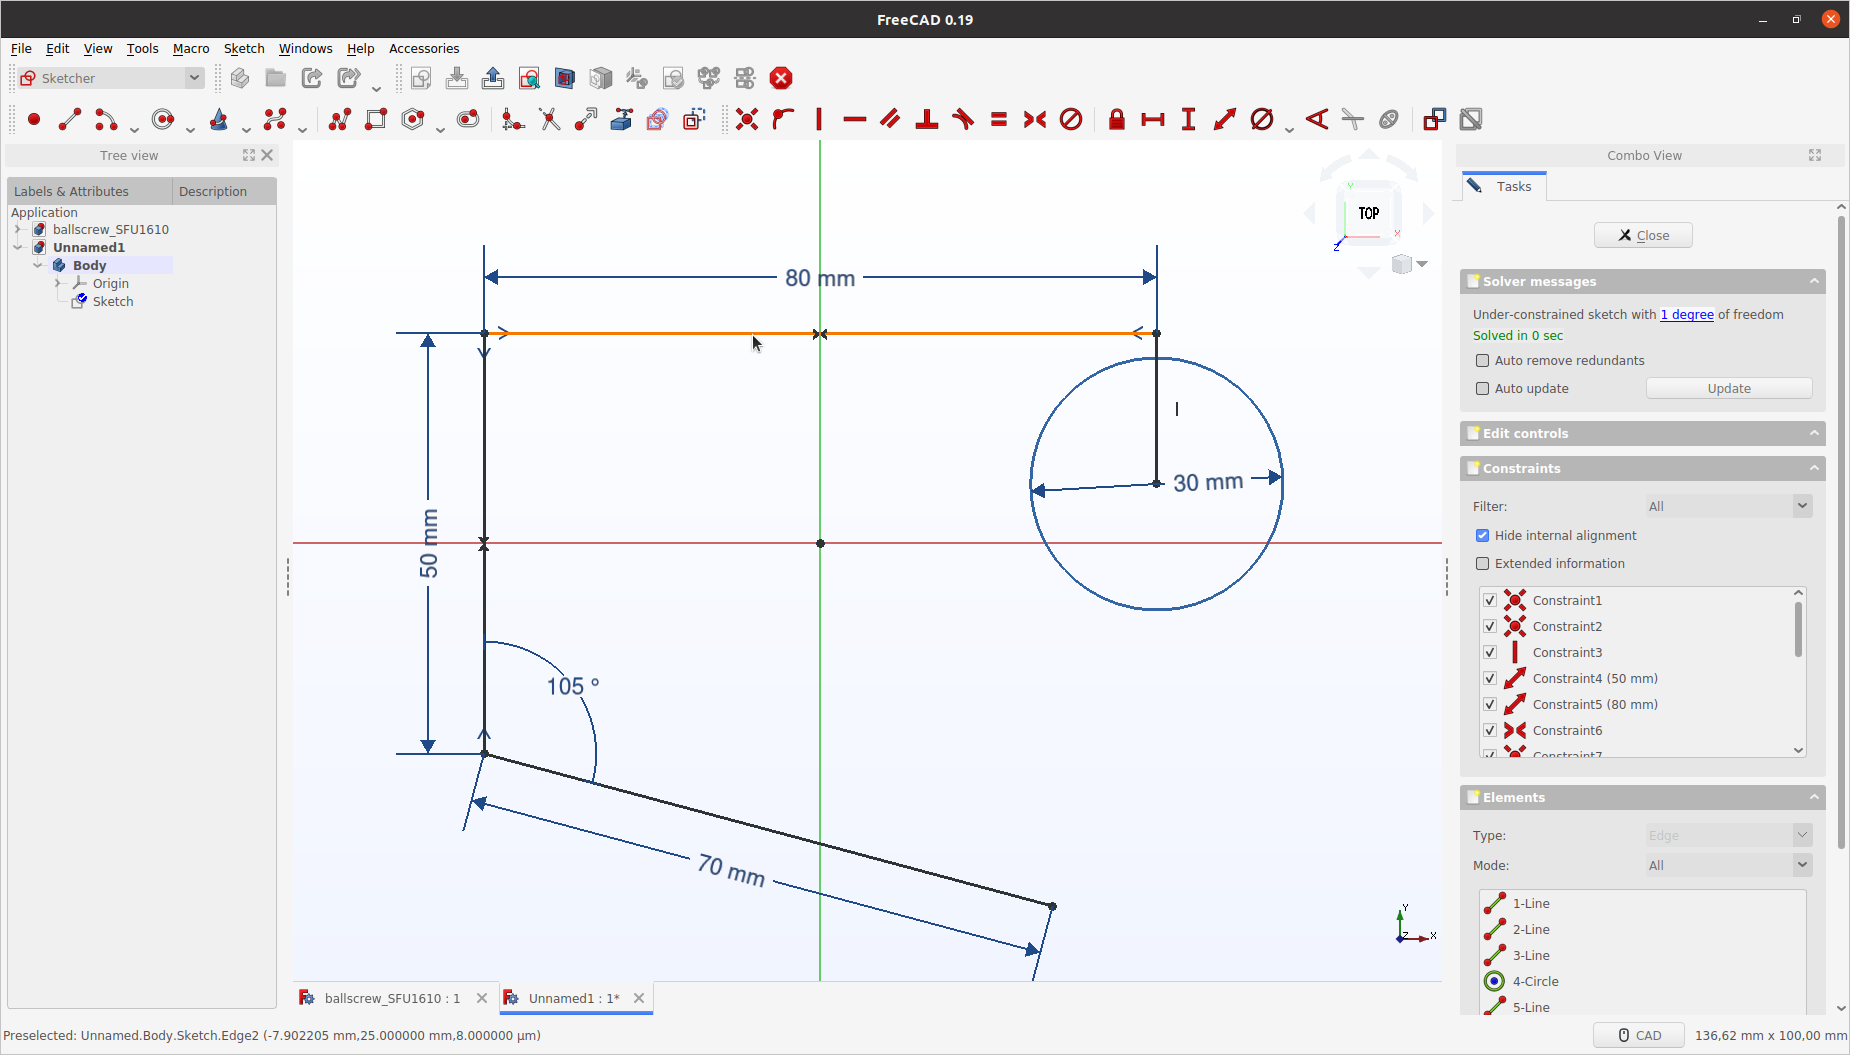 FreeCAD 0.19
File Edit View Tools Macro Sketch Windows Help Accessories
Sketcher
Tree view
Labels & Attributes Description
Application
ballscrew_SFU1610
Unnamed1
Body
Origin
Sketch
80 mm
50 mm
30 mm
105 °
70 mm
TOP
Y
X
Z
Y
Z
X
ballscrew_SFU1610 : 1
Unnamed1 : 1*
Combo View
Tasks
Close
Solver messages
Under-constrained sketch with 1 degree of freedom
Solved in 0 sec
Auto remove redundants
Auto update
Update
Edit controls
Constraints
Filter: All
Hide internal alignment
Extended information
Constraint1
Constraint2
Constraint3
Constraint4 (50 mm)
Constraint5 (80 mm)
Constraint6
Constraint7
Elements
Type: Edge
Mode: All
1-Line
2-Line
3-Line
4-Circle
5-Line
Preselected: Unnamed.Body.Sketch.Edge2 (-7.902205 mm,25.000000 mm,8.000000 µm)
CAD
136,62 mm x 100,00 mm